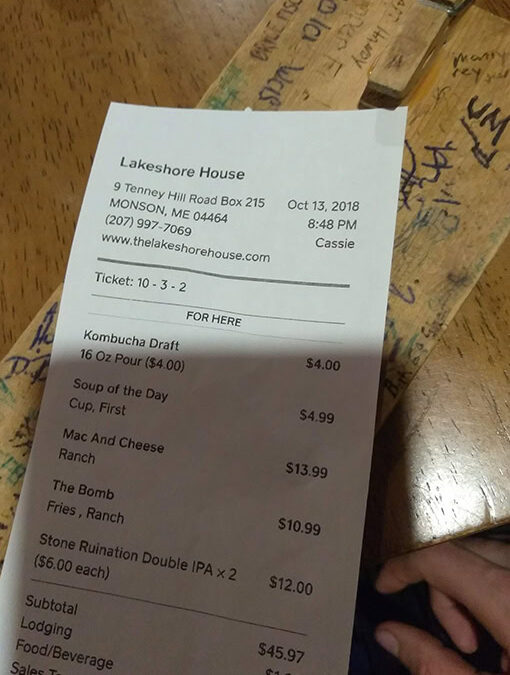 Lakeshore House
9 Tenney Hill Road Box 215
MONSON, ME 04464
(207) 997-7069
www.thelakeshorehouse.com
Oct 13, 2018
8:48 PM
Cassie
Ticket: 10 - 3 - 2
FOR HERE
Kombucha Draft $4.00
16 Oz Pour ($4.00)
Soup of the Day $4.99
Cup, First
Mac And Cheese $13.99
Ranch
The Bomb $10.99
Fries , Ranch
Stone Ruination Double IPA x 2 $12.00
($6.00 each)
Subtotal $45.97
Lodging
Food/Beverage
Sales